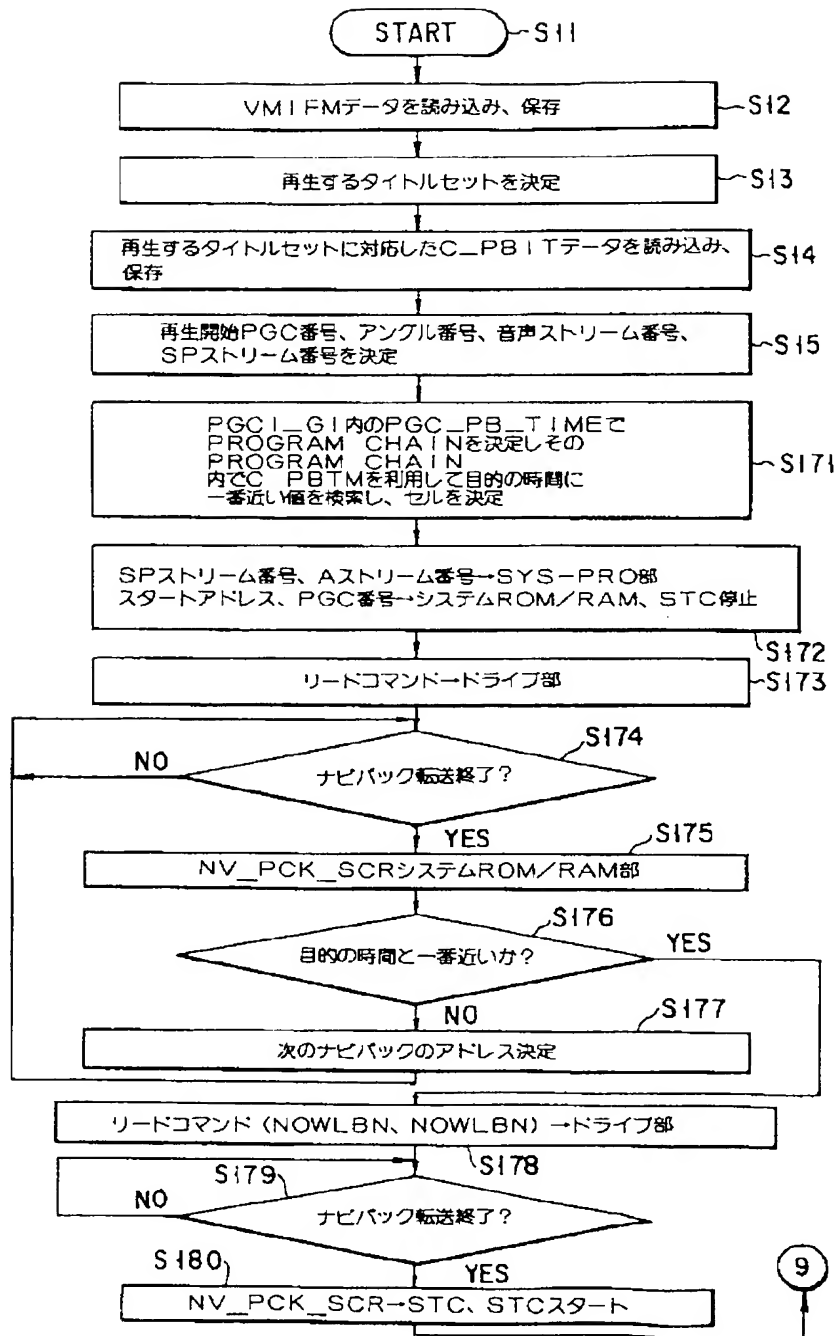 START
S11
VMIFMデータを読み込み、保存
S12
再生するタイトルセットを決定
S13
再生するタイトルセットに対応したC_PBITデータを読み込み、
保存
S14
再生開始PGC番号、アングル番号、音声ストリーム番号、
SPストリーム番号を決定
S15
PGCI_GI内のPGC_PB_TIMEで
PROGRAM CHAINを決定しその
PROGRAM CHAIN
内でC PBTMを利用して目的の時間に
一番近い値を検索し、セルを決定
S171
SPストリーム番号、Aストリーム番号→SYS-PRO部
スタートアドレス、PGC番号→システムROM/RAM、STC停止
S172
リードコマンド→ドライブ部
S173
S174
NO
ナビパック転送終了?
YES
S175
NV_PCK_SCRシステムROM/RAM部
S176
目的の時間と一番近いか?
YES
NO
S177
次のナビパックのアドレス決定
リードコマンド(NOWLBN、NOWLBN)→ドライブ部
S178
S179
NO
ナビパック転送終了?
S180
YES
9
NV_PCK_SCR→STC、STCスタート